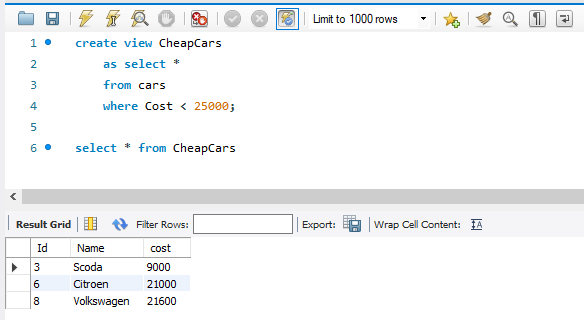 Limit to 1000 rows
1 create view CheapCars
2 as select *
3 from cars
4 where Cost < 25000;
5
6 select * from CheapCars
Result Grid Filter Rows: Export: Wrap Cell Content: IA
Id Name cost
3 Scoda 9000
6 Citroen 21000
8 Volkswagen 21600